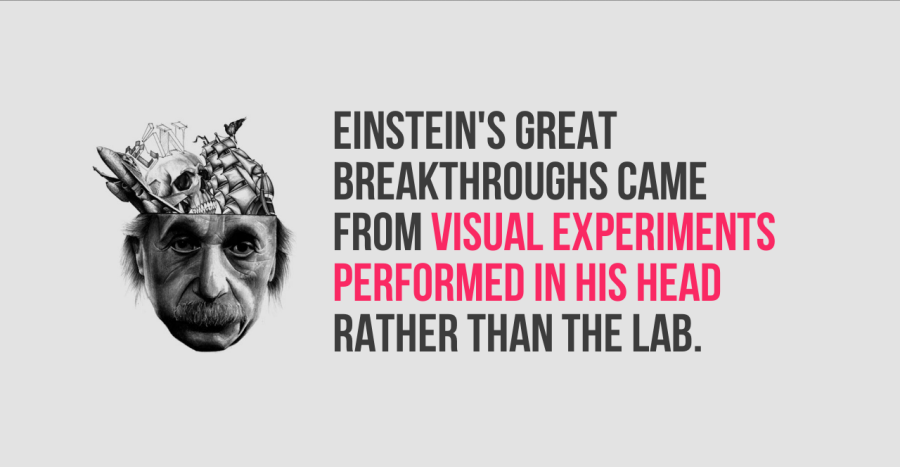 EINSTEIN'S GREAT
BREAKTHROUGHS CAME
FROM VISUAL EXPERIMENTS
PERFORMED IN HIS HEAD
RATHER THAN THE LAB.